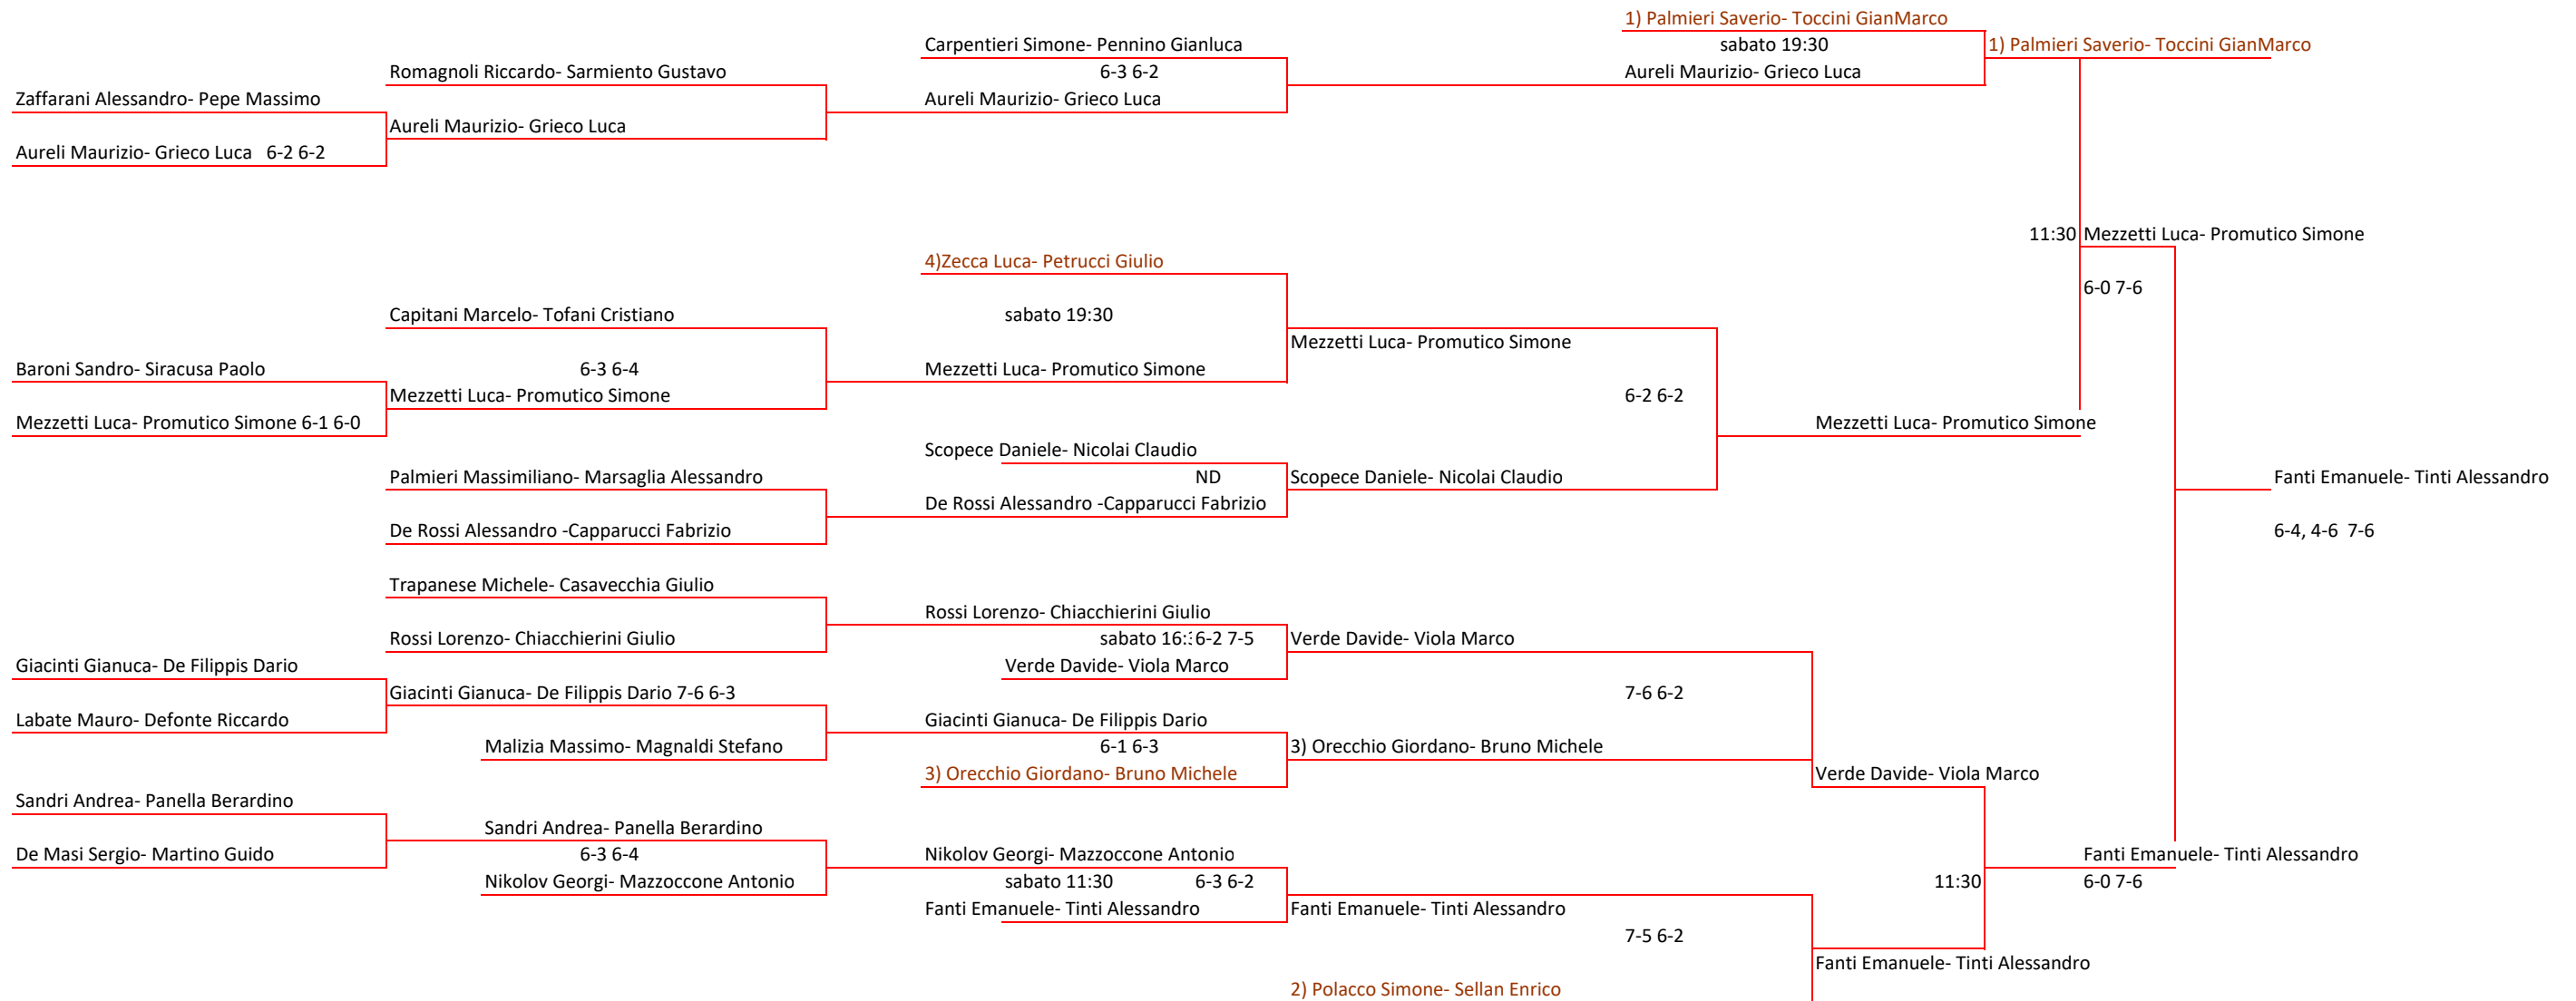 1) Palmieri Saverio- Toccini GianMarco
Carpentieri Simone- Pennino Gianluca
sabato 19:30
1) Palmieri Saverio- Toccini GianMarco
Romagnoli Riccardo- Sarmiento Gustavo
6-3 6-2
Aureli Maurizio- Grieco Luca
Zaffarani Alessandro- Pepe Massimo
Aureli Maurizio- Grieco Luca
Aureli Maurizio- Grieco Luca
Aureli Maurizio- Grieco Luca 6-2 6-2
11:30
Mezzetti Luca- Promutico Simone
4)Zecca Luca- Petrucci Giulio
6-0 7-6
Capitani Marcelo- Tofani Cristiano
sabato 19:30
Mezzetti Luca- Promutico Simone
Baroni Sandro- Siracusa Paolo
6-3 6-4
Mezzetti Luca- Promutico Simone
Mezzetti Luca- Promutico Simone
6-2 6-2
Mezzetti Luca- Promutico Simone 6-1 6-0
Mezzetti Luca- Promutico Simone
Scopece Daniele- Nicolai Claudio
Palmieri Massimiliano- Marsaglia Alessandro
ND
Scopece Daniele- Nicolai Claudio
Fanti Emanuele- Tinti Alessandro
De Rossi Alessandro -Capparucci Fabrizio
De Rossi Alessandro -Capparucci Fabrizio
6-4, 4-6 7-6
Trapanese Michele- Casavecchia Giulio
Rossi Lorenzo- Chiacchierini Giulio
Rossi Lorenzo- Chiacchierini Giulio
sabato 16: 6-2 7-5
Verde Davide- Viola Marco
Giacinti Gianuca- De Filippis Dario
Verde Davide- Viola Marco
Giacinti Gianuca- De Filippis Dario 7-6 6-3
7-6 6-2
Labate Mauro- Defonte Riccardo
Giacinti Gianuca- De Filippis Dario
Malizia Massimo- Magnaldi Stefano
6-1 6-3
3) Orecchio Giordano- Bruno Michele
3) Orecchio Giordano- Bruno Michele
Verde Davide- Viola Marco
Sandri Andrea- Panella Berardino
Sandri Andrea- Panella Berardino
De Masi Sergio- Martino Guido
6-3 6-4
Nikolov Georgi- Mazzoccone Antonio
Fanti Emanuele- Tinti Alessandro
Nikolov Georgi- Mazzoccone Antonio
sabato 11:30
6-3 6-2
11:30
6-0 7-6
Fanti Emanuele- Tinti Alessandro
Fanti Emanuele- Tinti Alessandro
7-5 6-2
Fanti Emanuele- Tinti Alessandro
2) Polacco Simone- Sellan Enrico